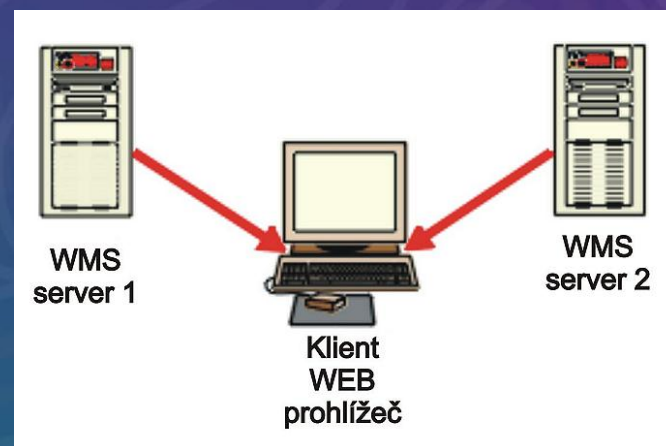 WMS
server 1
WMS
server 2
Klient
WEB
prohlížeč